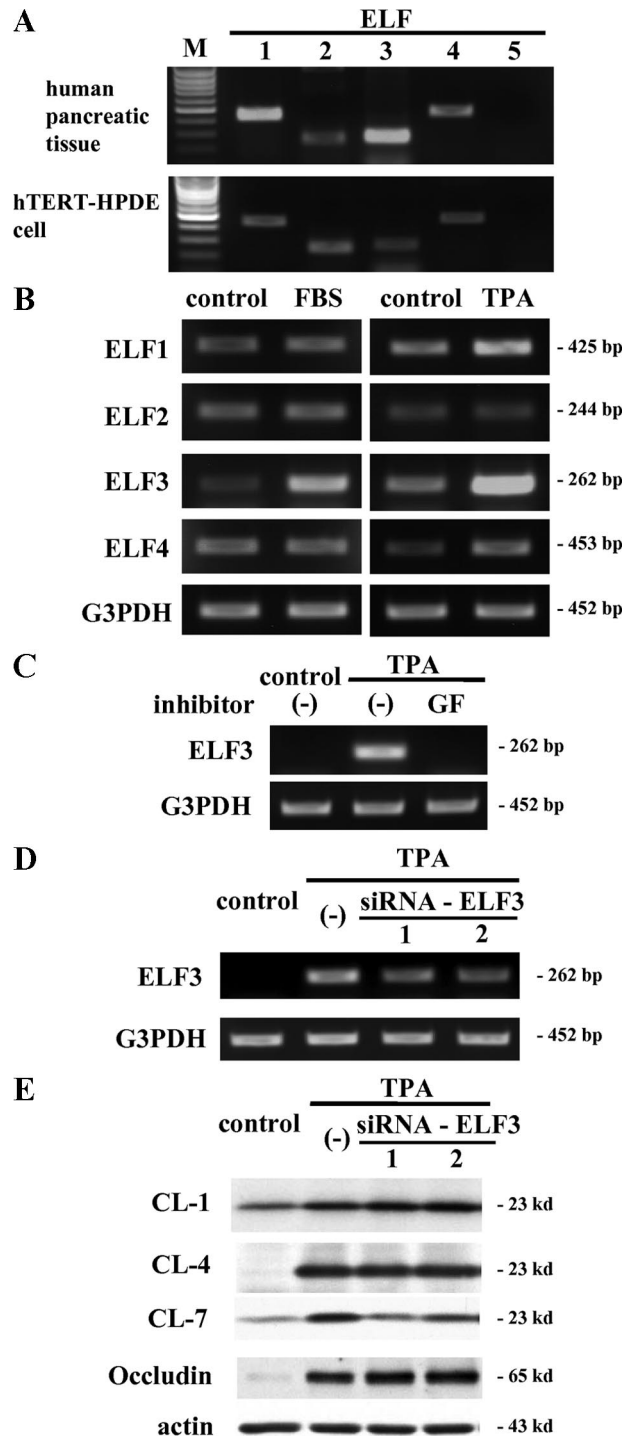 A
ELF
M 1 2 3 4 5
human
pancreatic
tissue
hTERT-HPDE
cell
B
control FBS control TPA
ELF1 - 425 bp
ELF2 - 244 bp
ELF3 - 262 bp
ELF4 - 453 bp
G3PDH - 452 bp
C
control TPA
inhibitor (-) (-) GF
ELF3 - 262 bp
G3PDH - 452 bp
D
TPA
control (-) siRNA - ELF3
1 2
ELF3 - 262 bp
G3PDH - 452 bp
E
TPA
control (-) siRNA - ELF3
1 2
CL-1 - 23 kd
CL-4 - 23 kd
CL-7 - 23 kd
Occludin - 65 kd
actin - 43 kd